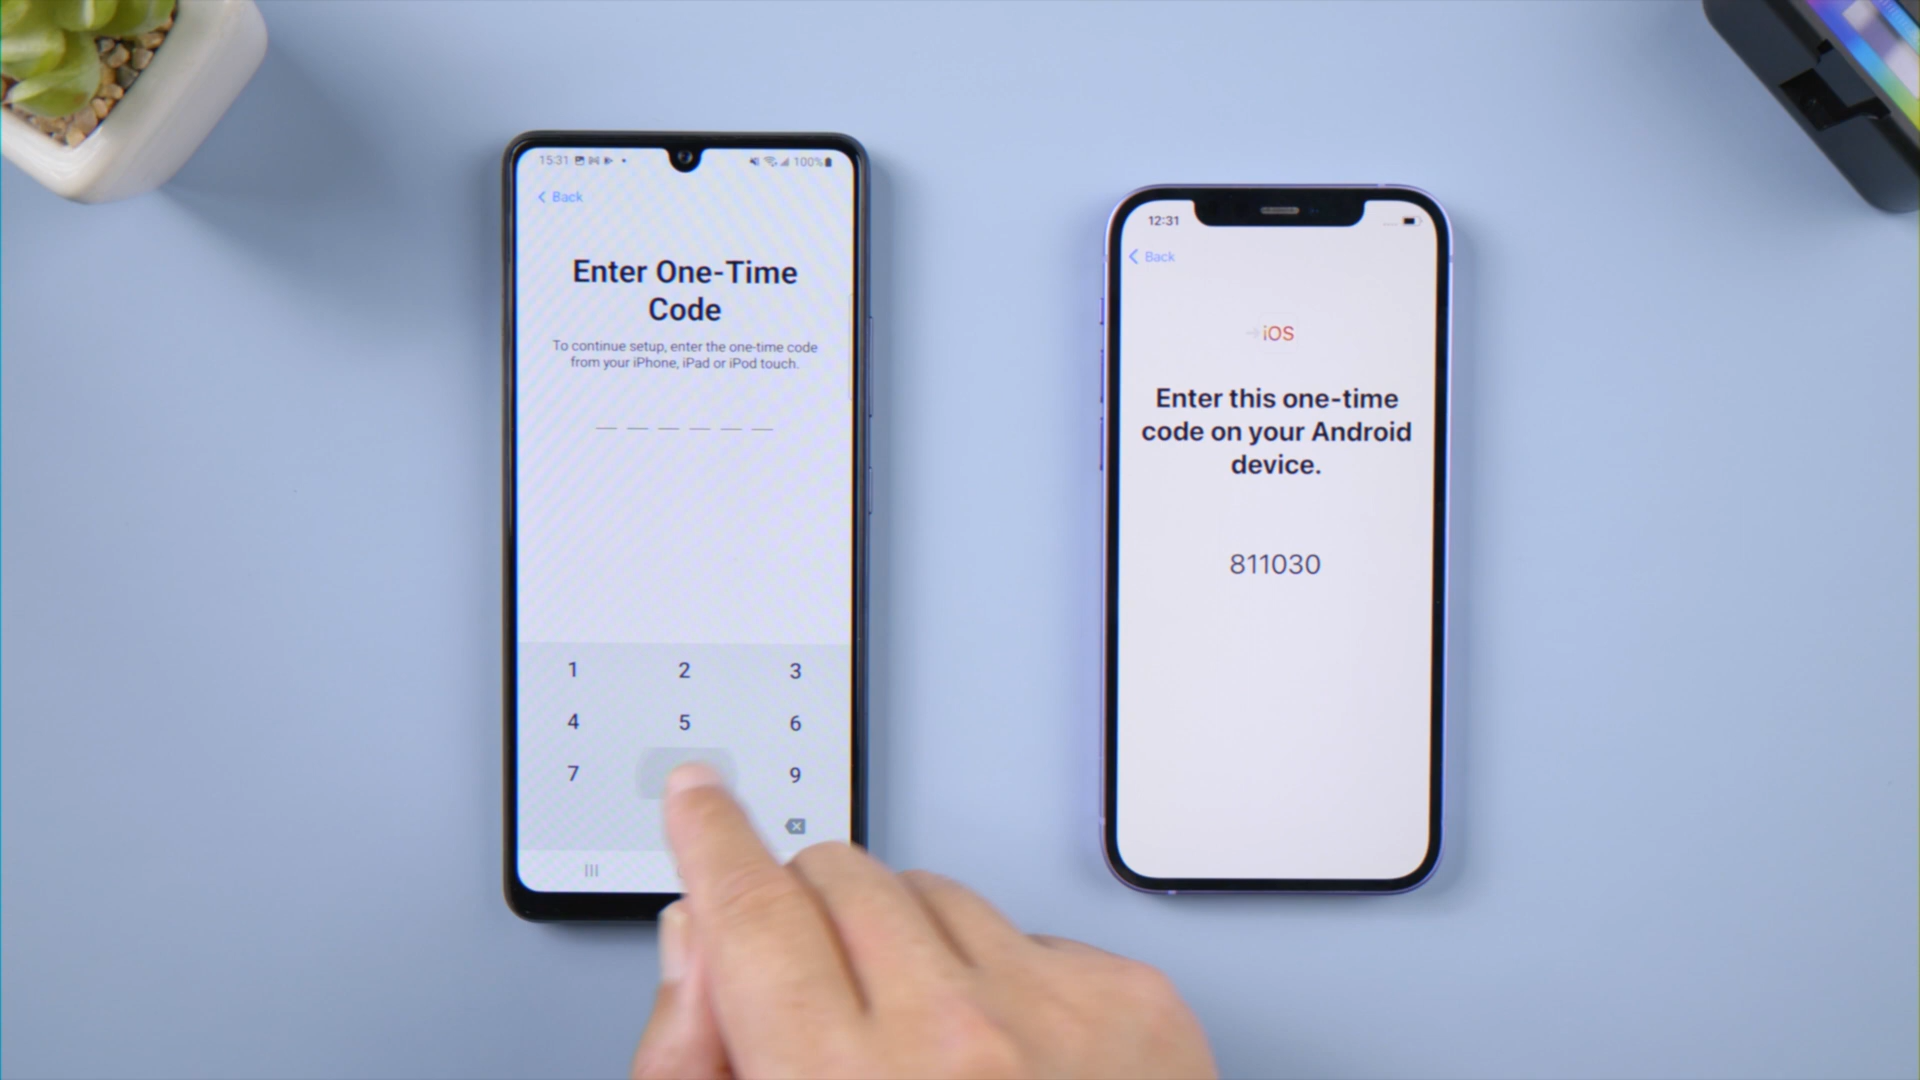 15:31
100%
Back
Enter One-Time
Code
To continue setup, enter the one-time code
from your iPhone, iPad or iPod touch.
1 2 3
4 5 6
7 9
12:31
Back
iOS
Enter this one-time
code on your Android
device.
811030